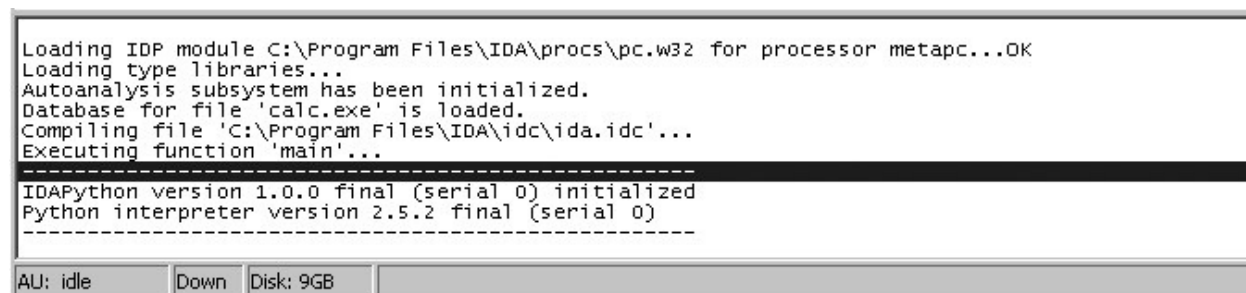 Loading IDP module C:\Program Files\IDA\procs\pc.w32 for processor metapc...OK
Loading type libraries...
Autoanalysis subsystem has been initialized.
Database for file 'calc.exe' is loaded.
Compiling file 'C:\Program Files\IDA\idc\ida.idc'...
Executing function 'main'...
----------------------------------------------------
IDAPython version 1.0.0 final (serial 0) initialized
Python interpreter version 2.5.2 final (serial 0)
----------------------------------------------------
AU: idle Down Disk: 9GB